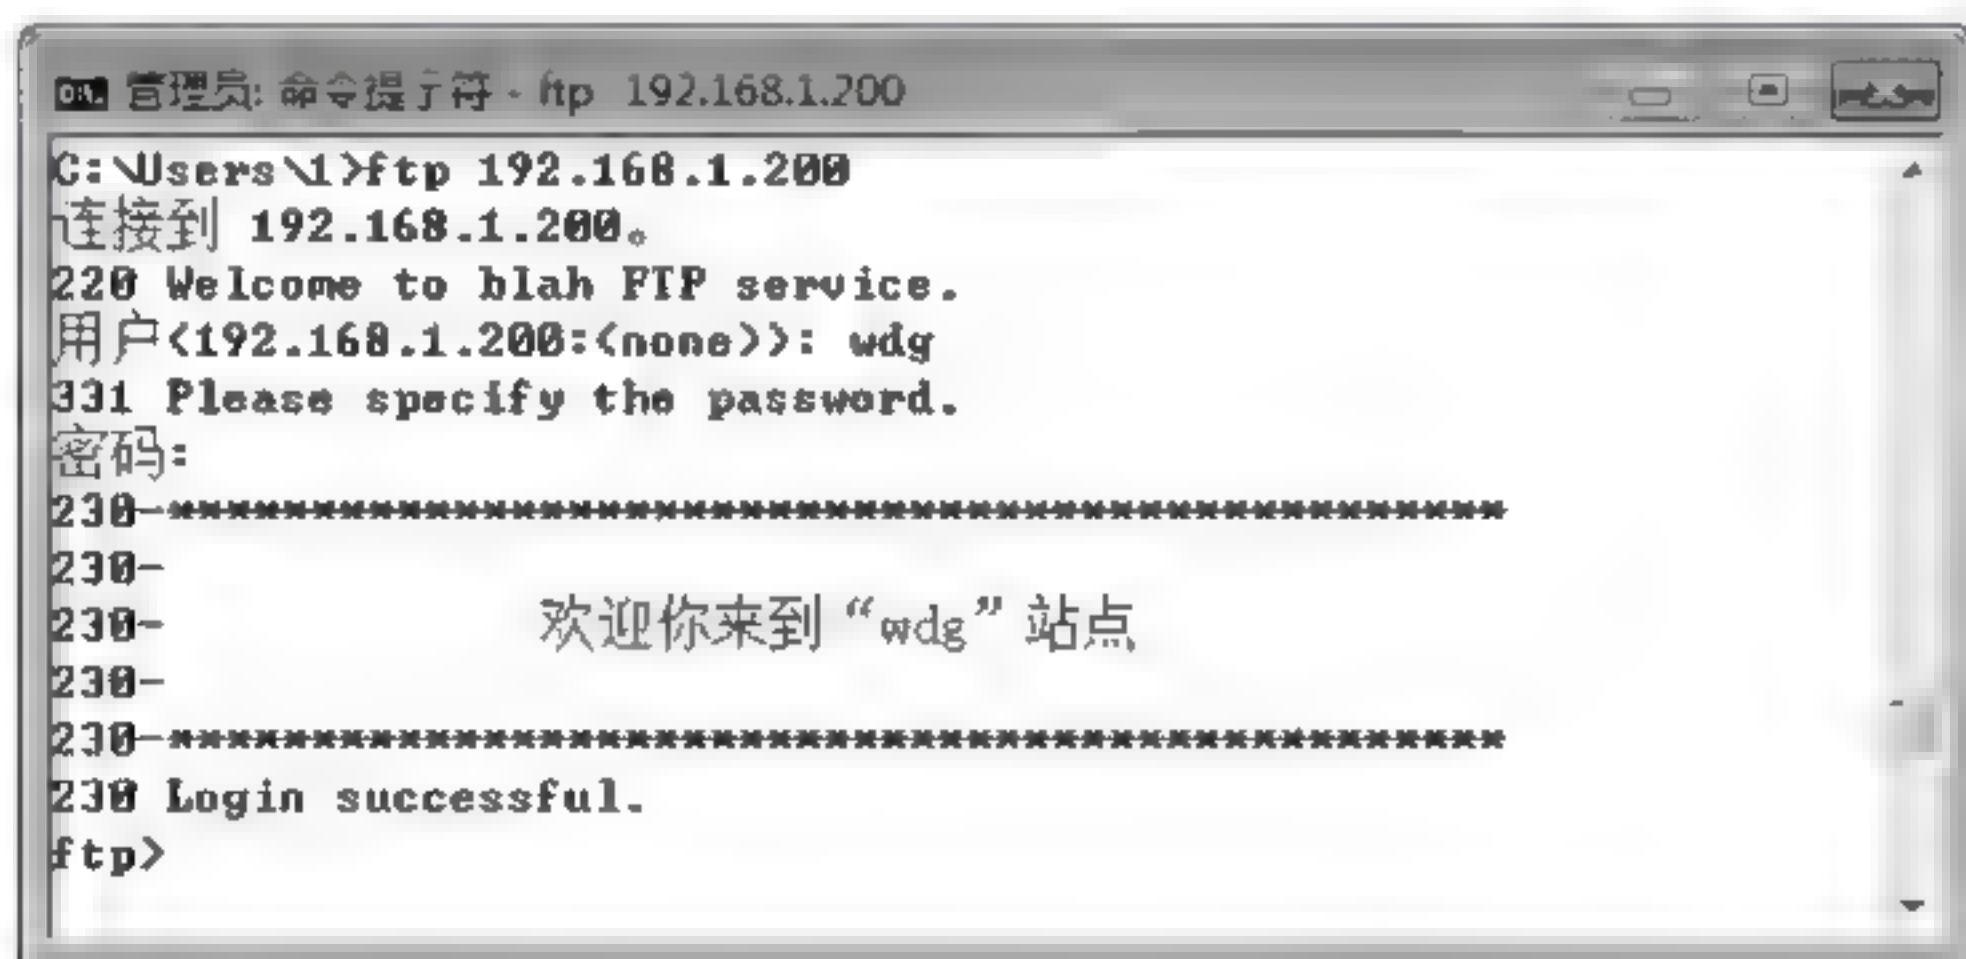 管理员: 命令提示符 - ftp 192.168.1.200
C:\Users\1>ftp 192.168.1.200
连接到 192.168.1.200。
220 Welcome to blah FTP service.
用户(192.168.1.200:(none)): wdg
331 Please specify the password.
密码:
230-***********************************************
230-
230- 欢迎你来到“wdg”站点
230-
230-***********************************************
230 Login successful.
ftp>